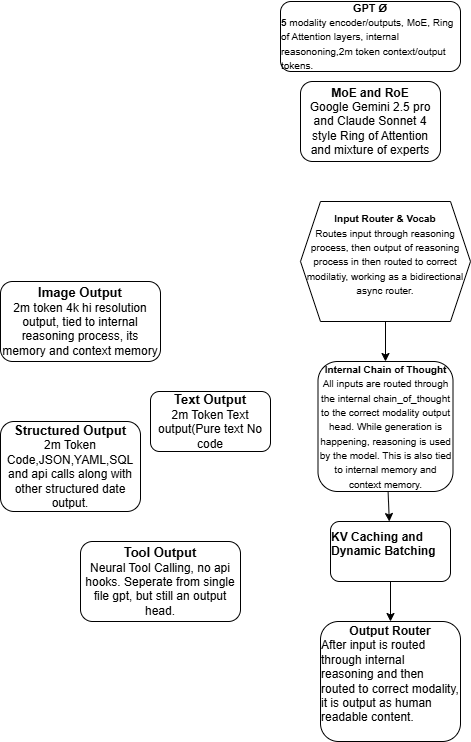 GPT Ø
5 modality encoder/outputs, MoE, Ring
of Attention layers, internal
reasononing,2m token context/output
tokens.
MoE and RoE
Google Gemini 2.5 pro
and Claude Sonnet 4
style Ring of Attention
and mixture of experts
Input Router & Vocab
Routes input through reasoning
process, then output of reasoning
process in then routed to correct
modilatiy, working as a bidirectional
async router.
Image Output
2m token 4k hi resolution
output, tied to internal
reasoning process, its
memory and context memory
Internal Chain of Thought
All inputs are routed through
the internal chain_of_thought
to the correct modality output
head. While generation is
happening, reasoning is used
by the model. This is also tied
to internal memory and
context memory.
Text Output
2m Token Text
output(Pure text No
code
Structured Output
2m Token
Code,JSON,YAML,SQL
and api calls along with
other structured date
output.
KV Caching and
Dynamic Batching
Tool Output
Neural Tool Calling, no api
hooks. Seperate from single
file gpt, but still an output
head.
Output Router
After input is routed
through internal
reasoning and then
routed to correct modality,
it is output as human
readable content.